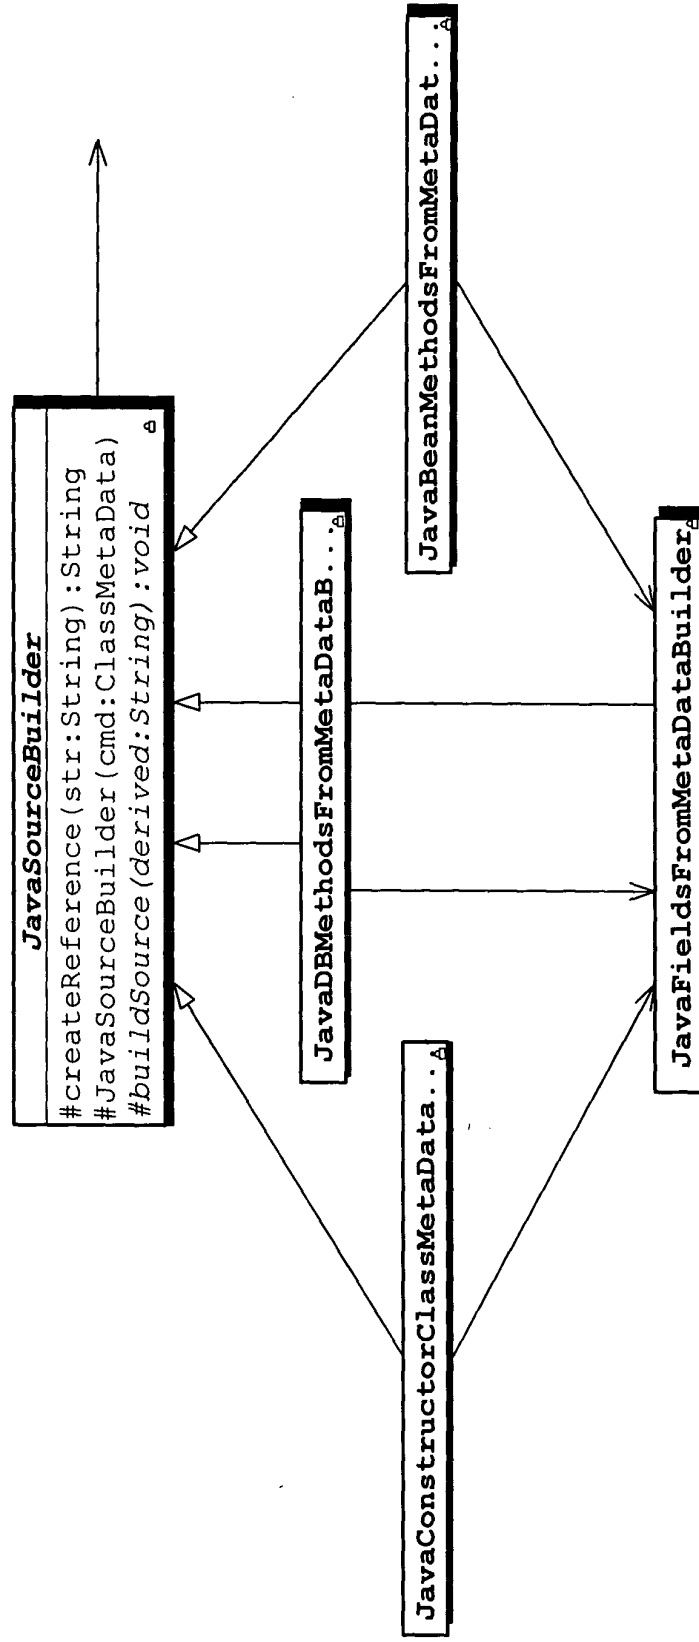 JavaSourceBuilder
#createReference(str:String):String
#JavaSourceBuilder(cmd:ClassMetaData)
#buildSource(derived:String):void
JavaDBMethodsFromMetaDataB...
JavaConstructorClassMetaData...
JavaBeanMethodsFromMetaDat...
JavaFieldsFromMetaDataBuilder